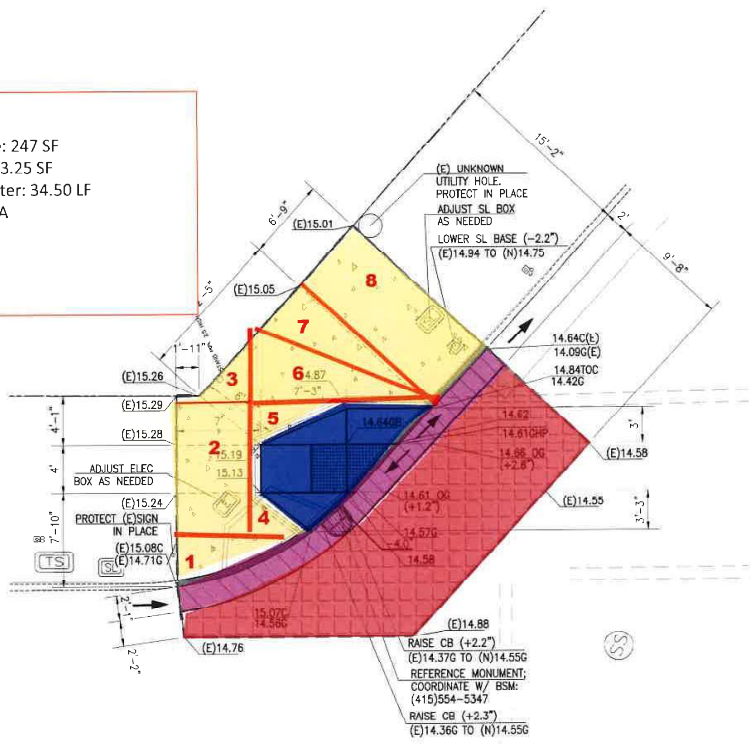 : 247 SF
3.25 SF
ter: 34.50 LF
A
15'-2"
2'
9'-8"
6'-9"
(E)15.01
(E) UNKNOWN
UTILITY HOLE.
PROTECT IN PLACE
ADJUST SL BOX
AS NEEDED
LOWER SL BASE (-2.2")
(E)14.94 TO (N)14.75
8
-5"
(E)15.05
7
1'-11"
3
6
14.87
7'-3"
14.64C(E)
14.09G(E)
14.84TOC
14.42G
(E)15.26
(E)15.29
4'-1"
(E)15.28
2
5
14.62
14.61GHP
14.66 OG
(+2.8")
3'
(E)14.58
15.19
15.13
4'
ADJUST ELEC
BOX AS NEEDED
(E)15.24
7'-10"
4
14.61 OG
(+1.2")
(E)14.55
3'-3"
PROTECT (E)SIGN
IN PLACE
14.57G
14.58
(E)15.08C
(E)14.71G
TS
SL
1
2'-1"
15.07C
14.58G
(E)14.88
2'-2"
(E)14.76
RAISE CB (+2.2")
(E)14.37G TO (N)14.55G
REFERENCE MONUMENT;
COORDINATE W/ BSM:
(415)554-5347
RAISE CB (+2.3")
(E)14.36G TO (N)14.55G
SS